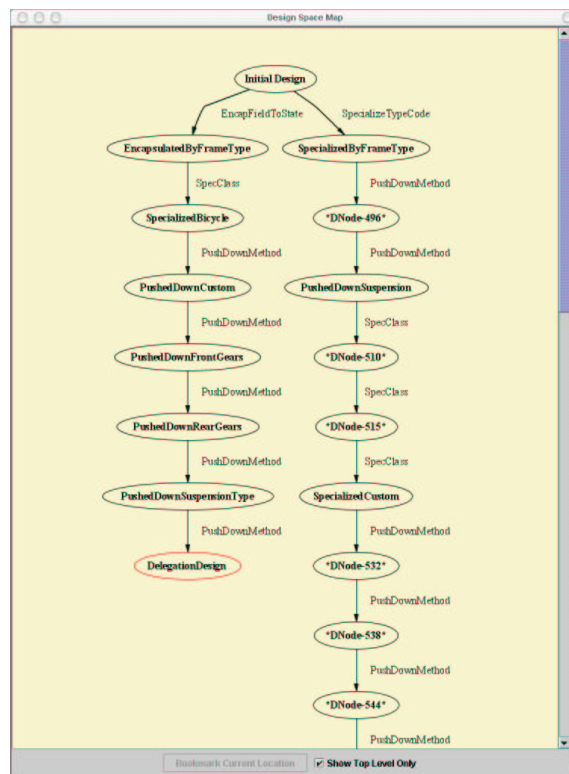 Design Space Map
Initial Design
EncapFieldToState SpecializeTypeCode
EncapsulatedByFrameType SpecializedByFrameType
SpecClass PushDownMethod
SpecializedBicycle *DNode-496*
PushDownMethod PushDownMethod
PushedDownCustom PushedDownSuspension
PushDownMethod SpecClass
PushedDownFrontGears *DNode-510*
PushDownMethod SpecClass
PushedDownRearGears *DNode-515*
PushDownMethod SpecClass
PushedDownSuspensionType SpecializedCustom
PushDownMethod PushDownMethod
DelegationDesign *DNode-532*
PushDownMethod
*DNode-538*
PushDownMethod
*DNode-544*
PushDownMethod
Bookmark Current Location Show Top Level Only